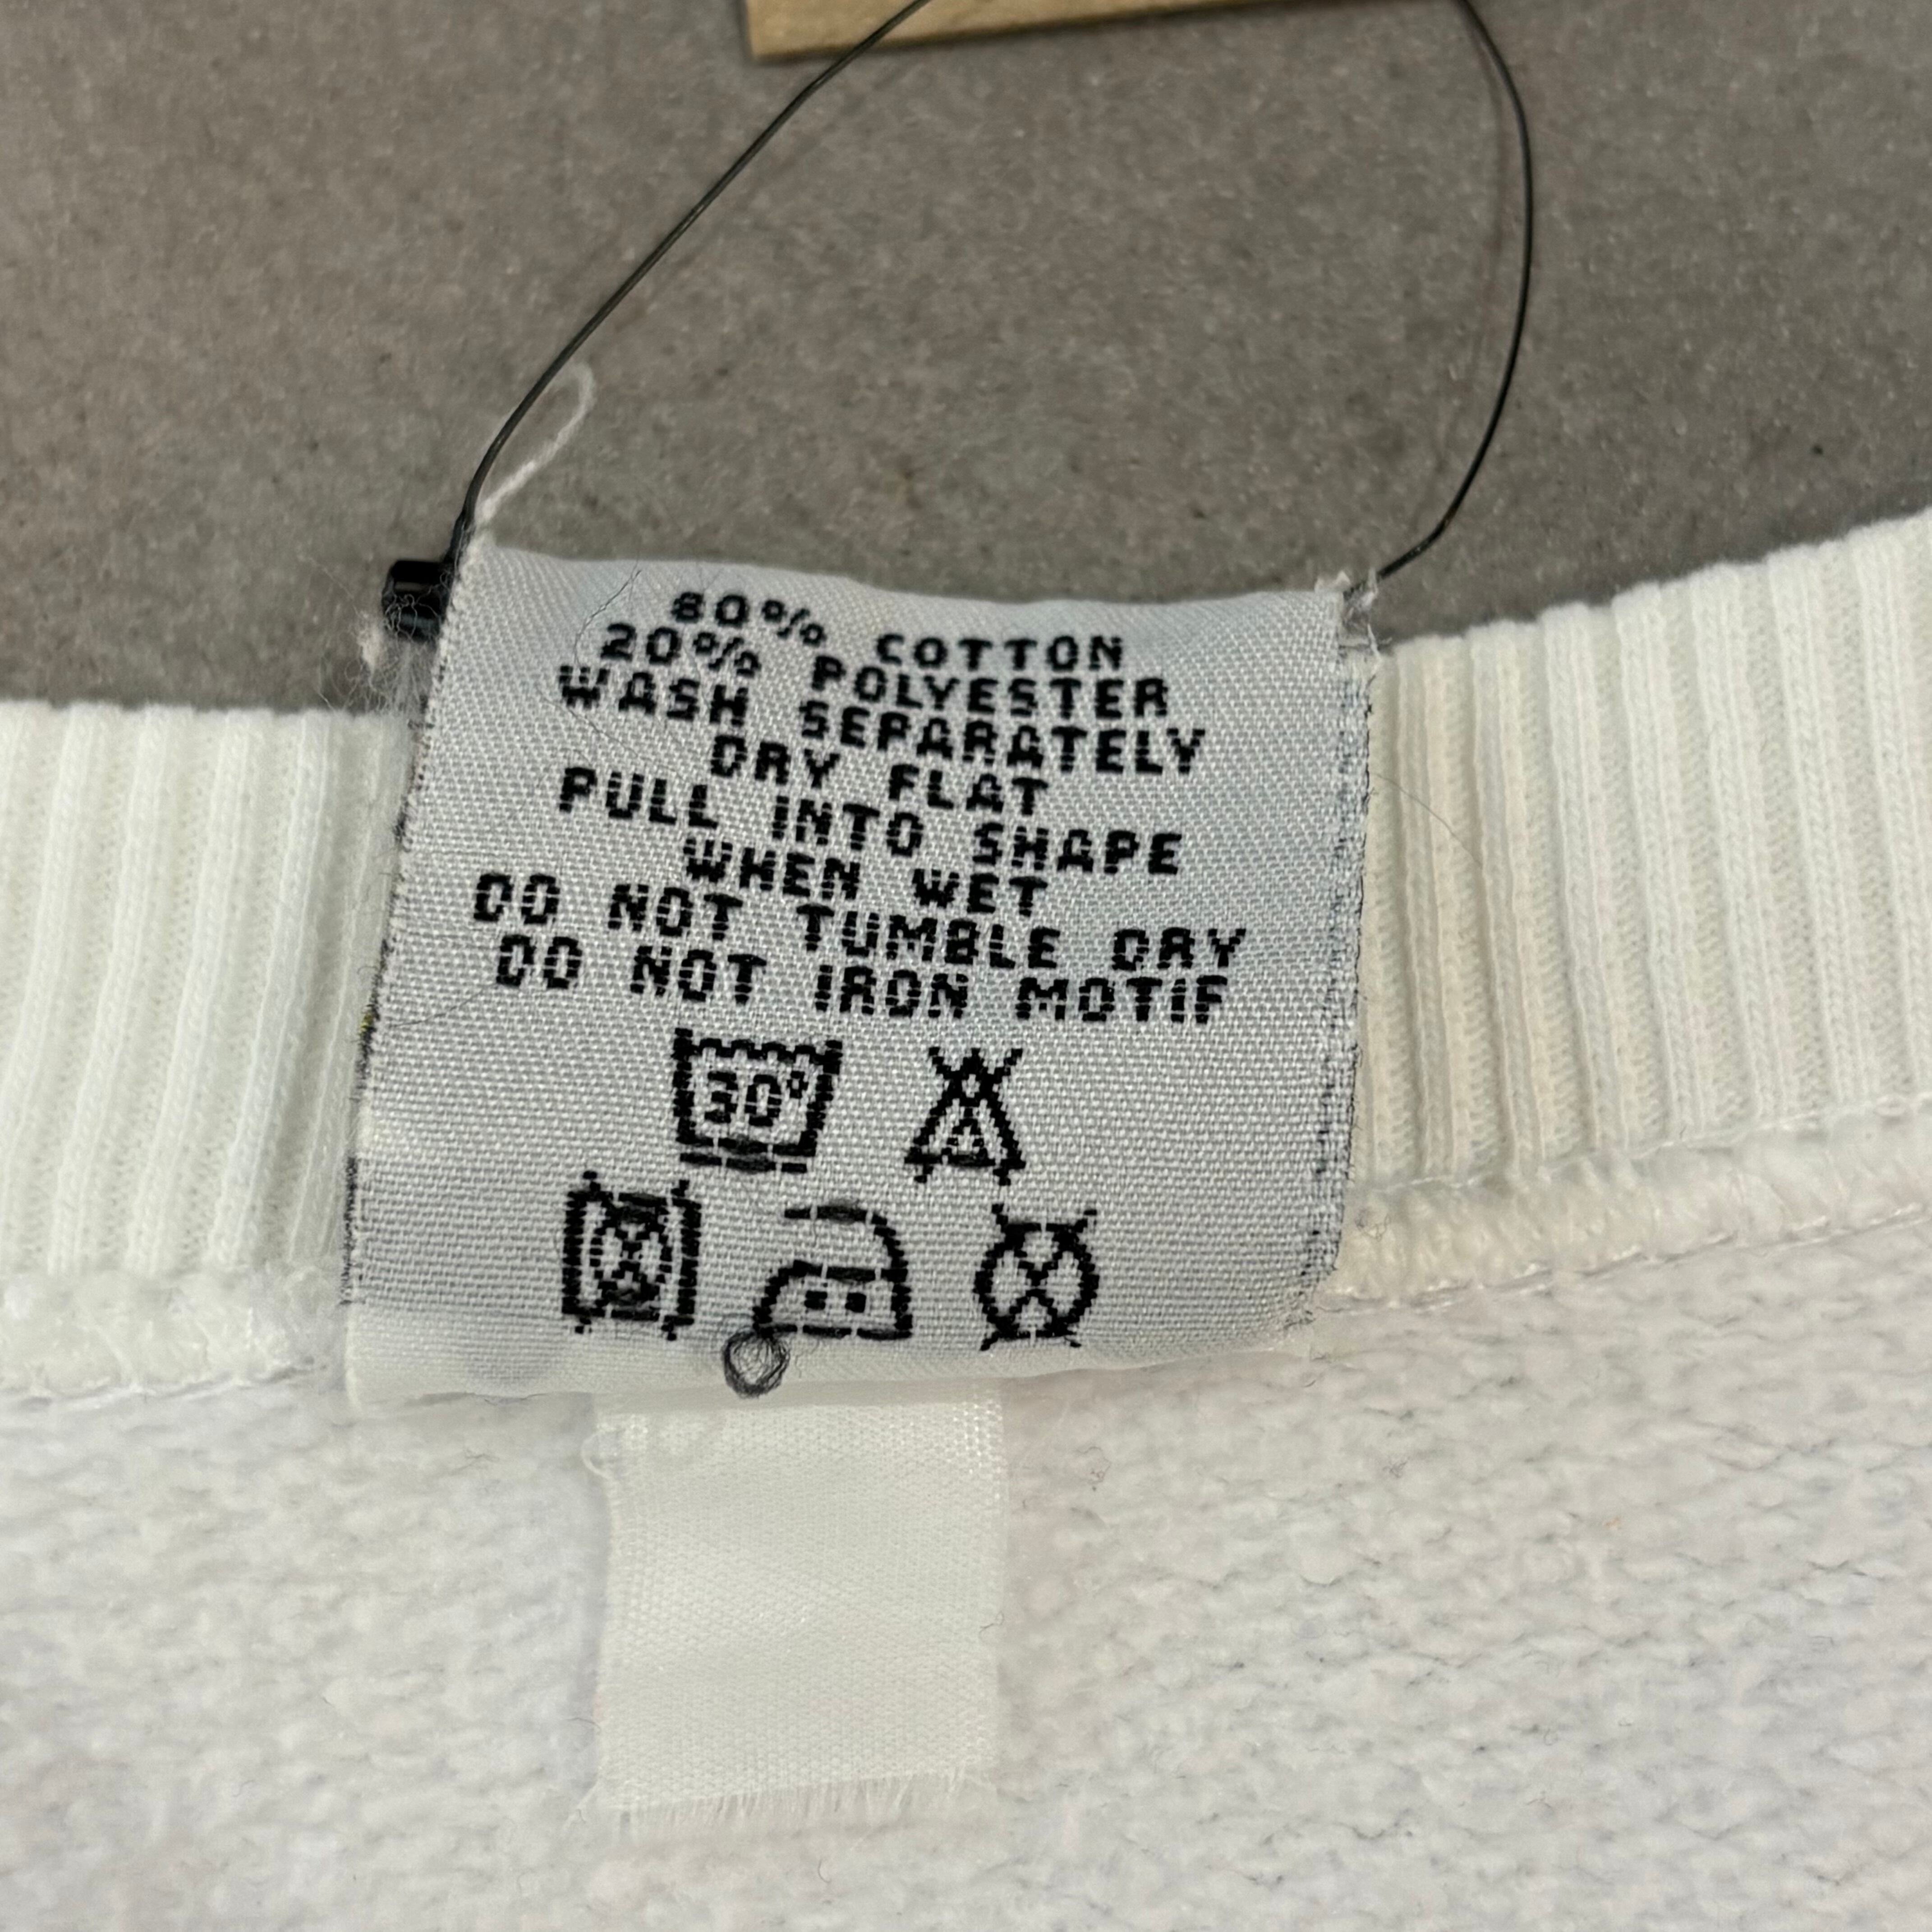 80% COTTON
20% POLYESTER
WASH SEPARATELY
DRY FLAT
PULL INTO SHAPE
WHEN WET
DO NOT TUMBLE DRY
DO NOT IRON MOTIF
30°